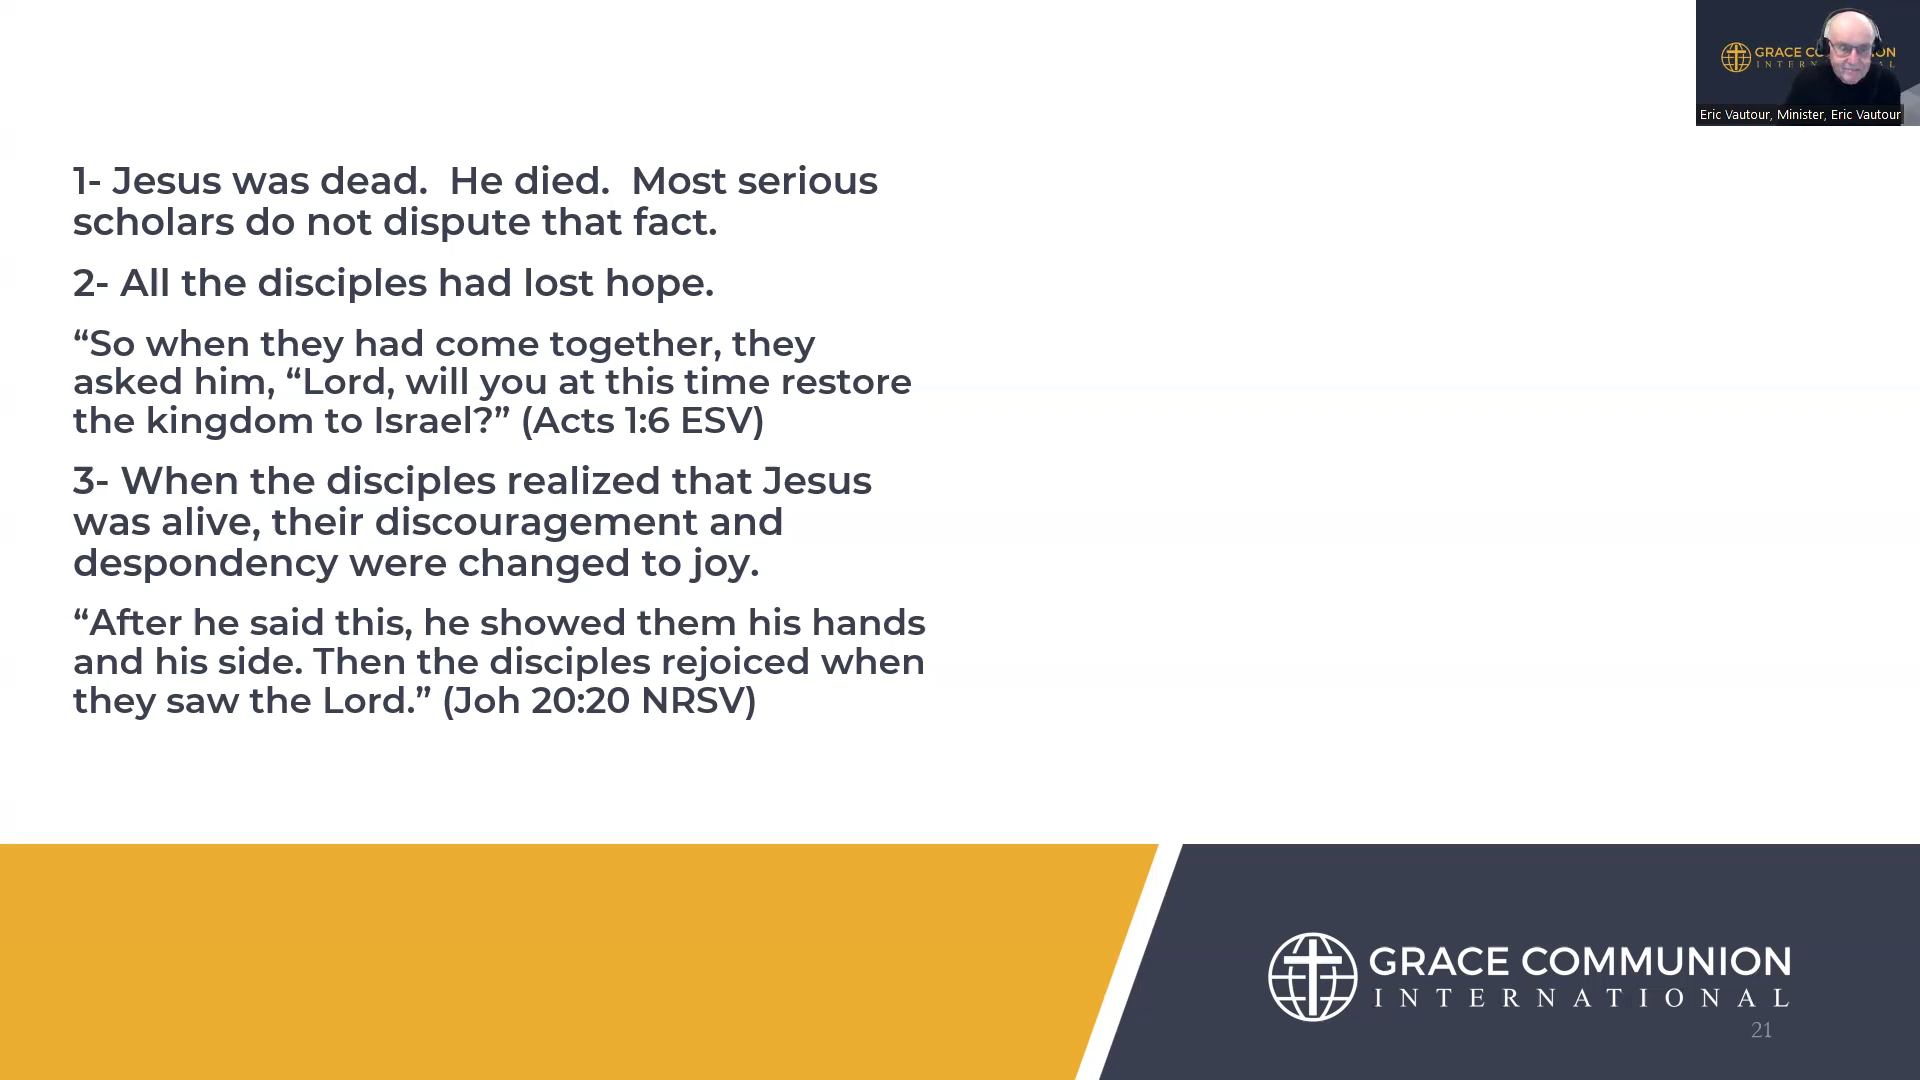 GRACE CO ON
INTERN AL
Eric Vautour, Minister, Eric Vautour
1- Jesus was dead.  He died.  Most serious
scholars do not dispute that fact.
2- All the disciples had lost hope.
“So when they had come together, they
asked him, “Lord, will you at this time restore
the kingdom to Israel?” (Acts 1:6 ESV)
3- When the disciples realized that Jesus
was alive, their discouragement and
despondency were changed to joy.
“After he said this, he showed them his hands
and his side. Then the disciples rejoiced when
they saw the Lord.” (Joh 20:20 NRSV)
GRACE COMMUNION
INTERNATIONAL
21